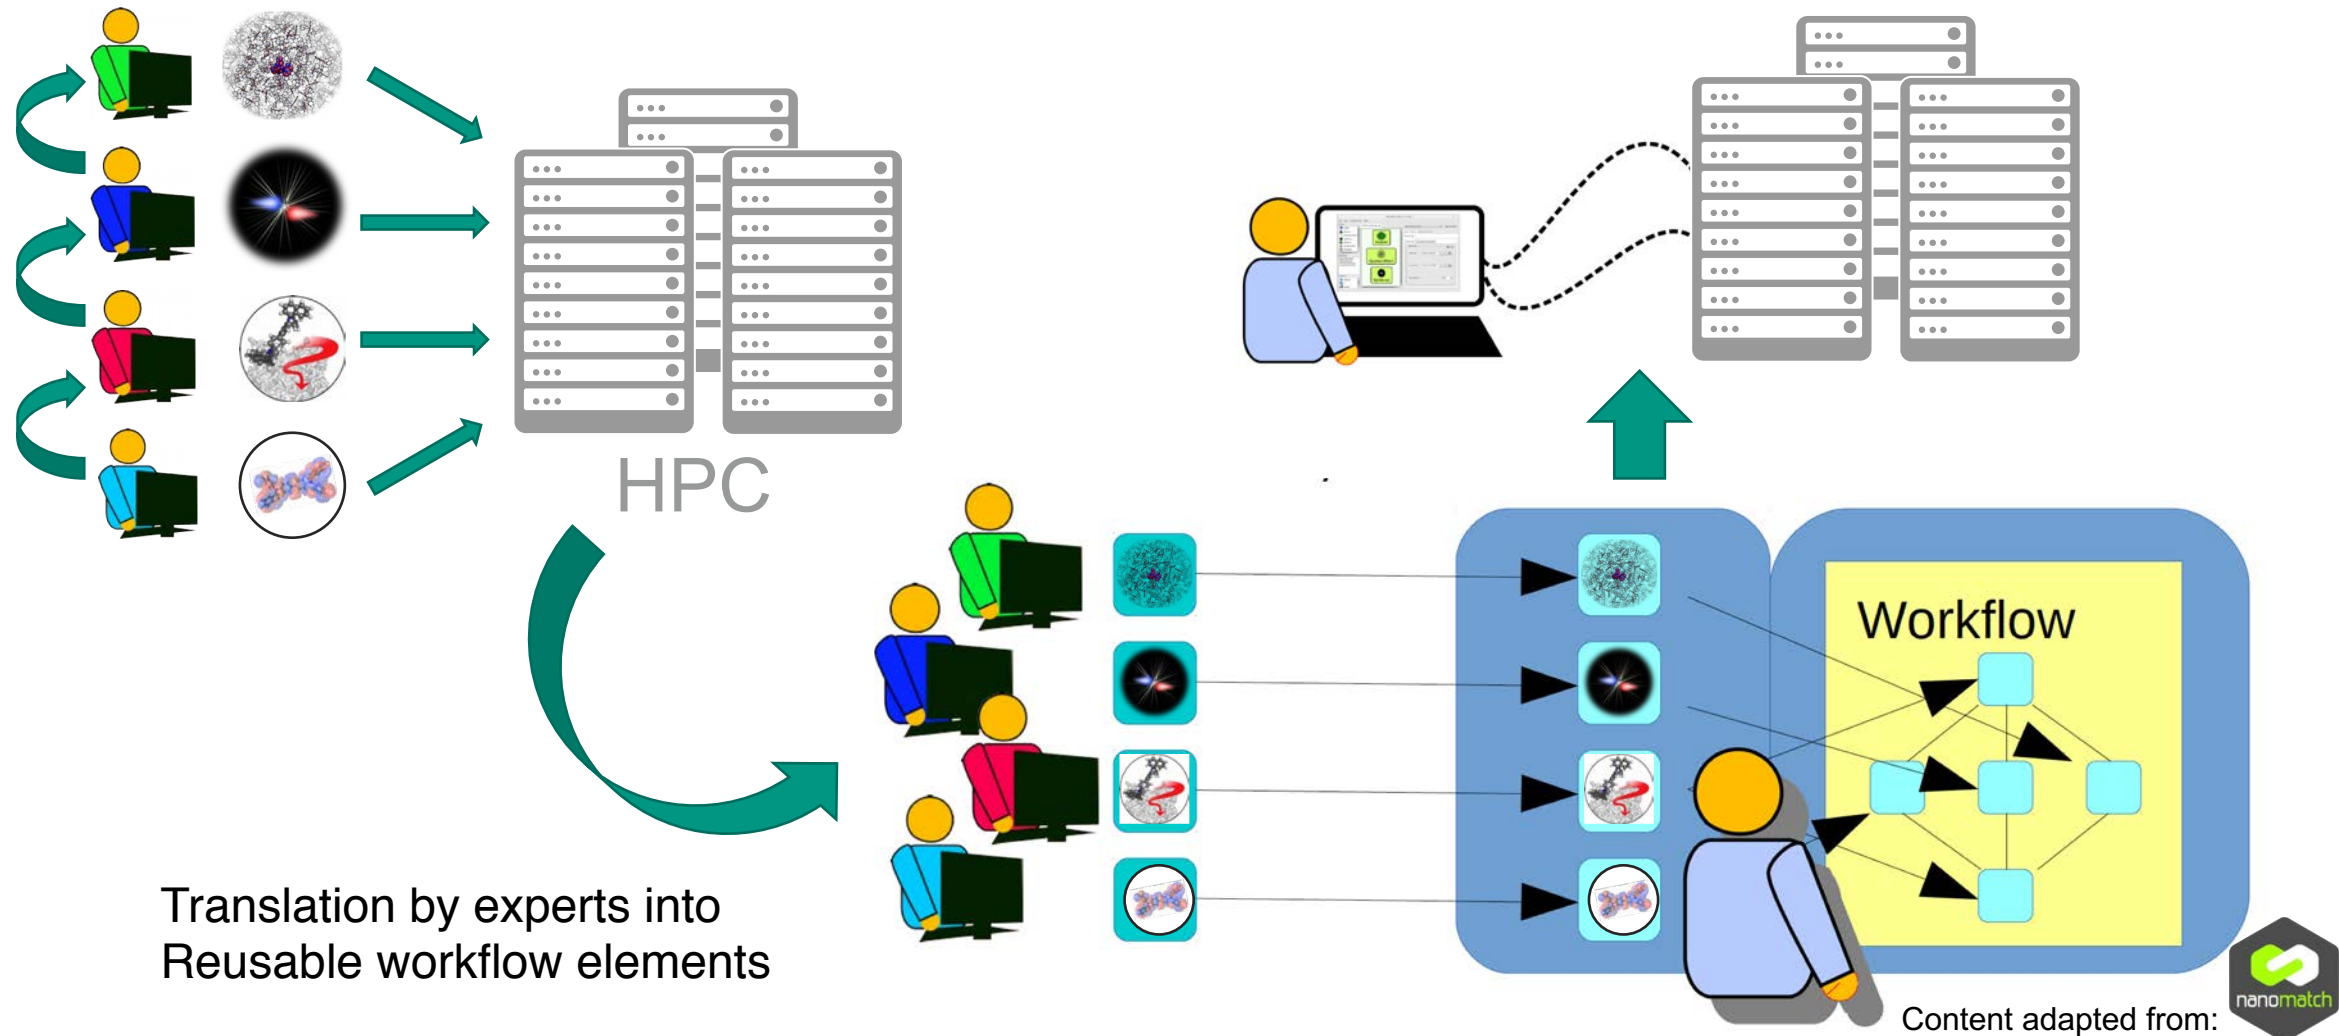 HPC
Workflow
Translation by experts into
Reusable workflow elements
Content adapted from:
nanomatch